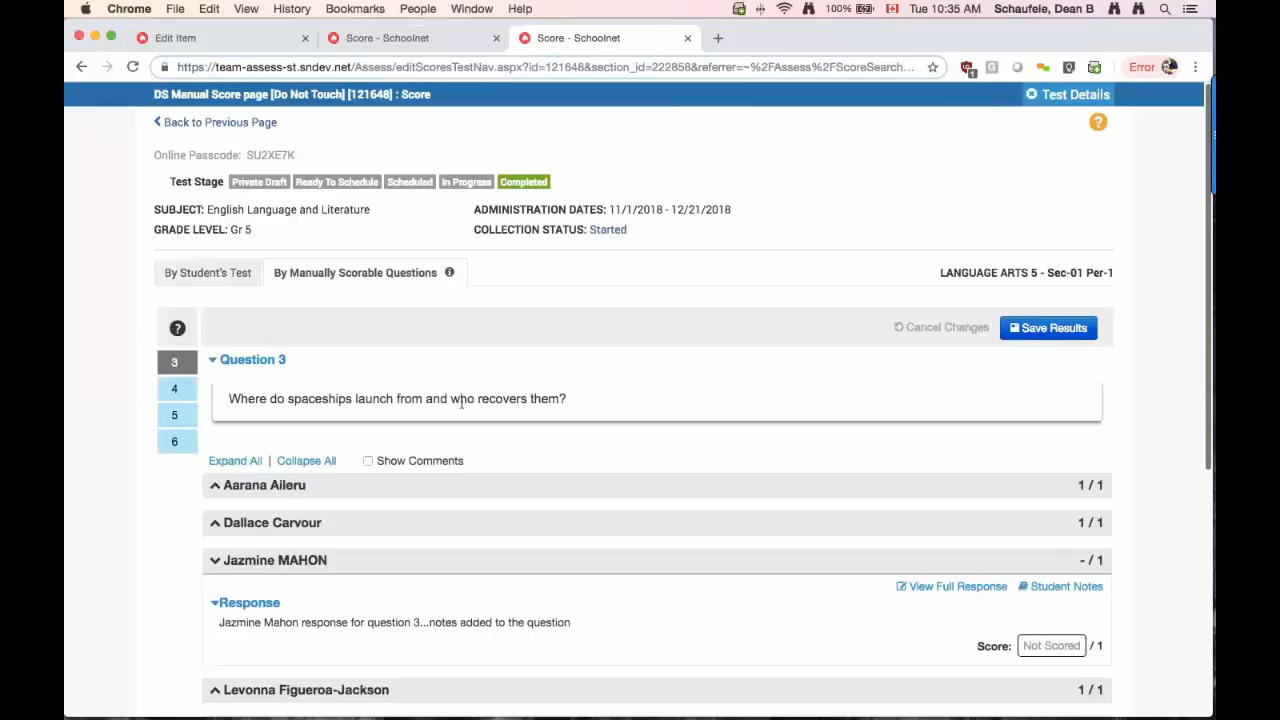 Chrome File Edit View History Bookmarks People Window Help 100% Tue 10:35 AM Schaufele, Dean B
Edit Item × Score - Schoolnet × Score - Schoolnet × +
https://team-assess-st.sndev.net/Assess/editScoresTestNav.aspx?id=121648&section_id=222858&referrer=~%2FAssess%2FScoreSearch... 1 G Error
DS Manual Score page [Do Not Touch] [121648] : Score Test Details
Back to Previous Page ?
Online Passcode: SU2XE7K
Test Stage Private Draft Ready To Schedule Scheduled In Progress Completed
SUBJECT: English Language and Literature ADMINISTRATION DATES: 11/1/2018 - 12/21/2018
GRADE LEVEL: Gr 5 COLLECTION STATUS: Started
By Student's Test By Manually Scorable Questions i LANGUAGE ARTS 5 - Sec-01 Per-1
? Cancel Changes Save Results
3 Question 3
4 Where do spaceships launch from and who recovers them?
5
6
Expand All | Collapse All Show Comments
Aarana Aileru 1 / 1
Dallace Carvour 1 / 1
Jazmine MAHON - / 1
View Full Response Student Notes
Response
Jazmine Mahon response for question 3...notes added to the question
Score: Not Scored / 1
Levonna Figueroa-Jackson 1 / 1